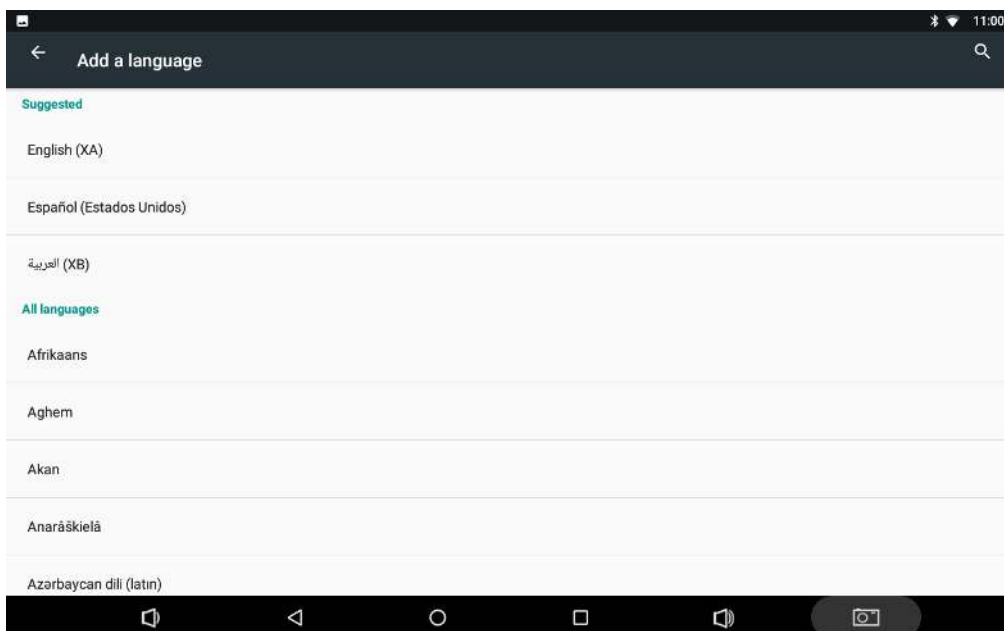 11:00
Add a language
Suggested
English (XA)
Español (Estados Unidos)
العربية (XB)
All languages
Afrikaans
Aghem
Akan
Anarâškielâ
Azərbaycan dili (latın)